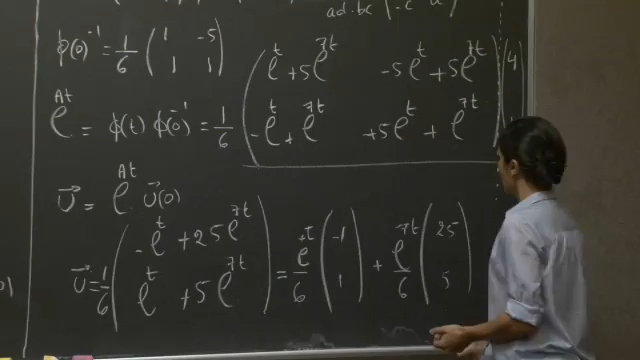 ad-bc (-c a)
ϕ(0)⁻¹ = 1/6 ( 1 -5 ; 1 1 )
e^{At} = ϕ(t) ϕ(0)⁻¹ = 1/6 ( e^t + 5e^{7t} -5e^t + 5e^{7t} ; -e^t + e^{7t} +5e^t + e^{7t} ) ( 4
U⃗ = e^{At} U⃗(0)
U⃗ = 1/6 ( -e^t + 25e^{7t} ; e^t + 5e^{7t} ) = e^t/6 ( -1 ; 1 ) + e^{7t}/6 ( 25 ; 5 )